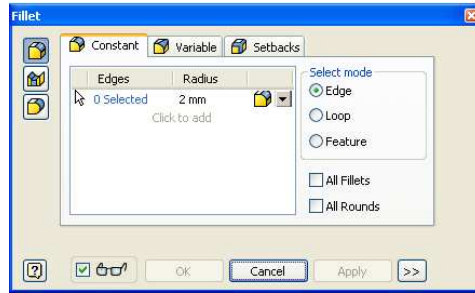 Fillet
Constant Variable Setbacks
Edges Radius
0 Selected 2 mm
Click to add
Select mode
Edge
Loop
Feature
All Fillets
All Rounds
? OK Cancel Apply >>